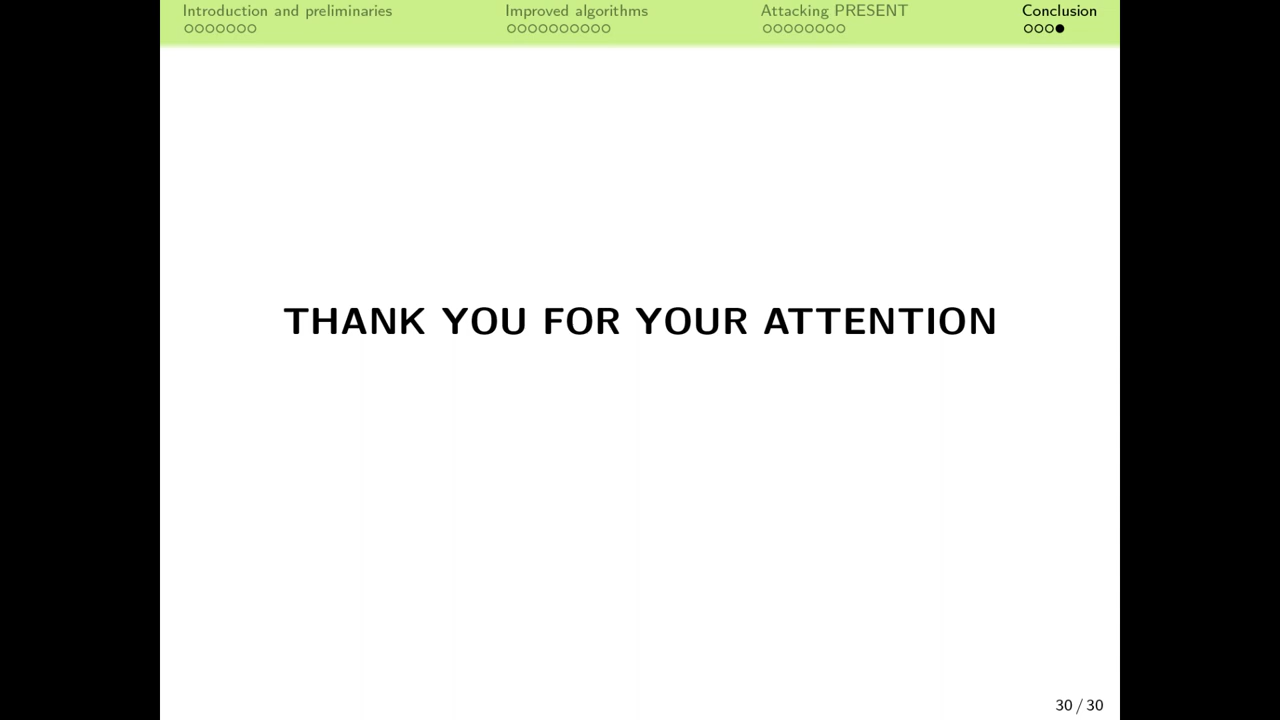 Introduction and preliminaries Improved algorithms Attacking PRESENT Conclusion
THANK YOU FOR YOUR ATTENTION
30 / 30